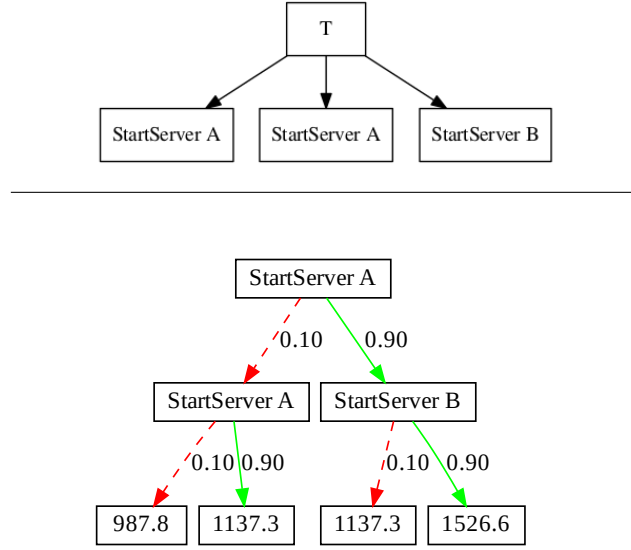 T
StartServer A StartServer A StartServer B
StartServer A
0.10 0.90
StartServer A StartServer B
0.10 0.90 0.10 0.90
987.8 1137.3 1137.3 1526.6